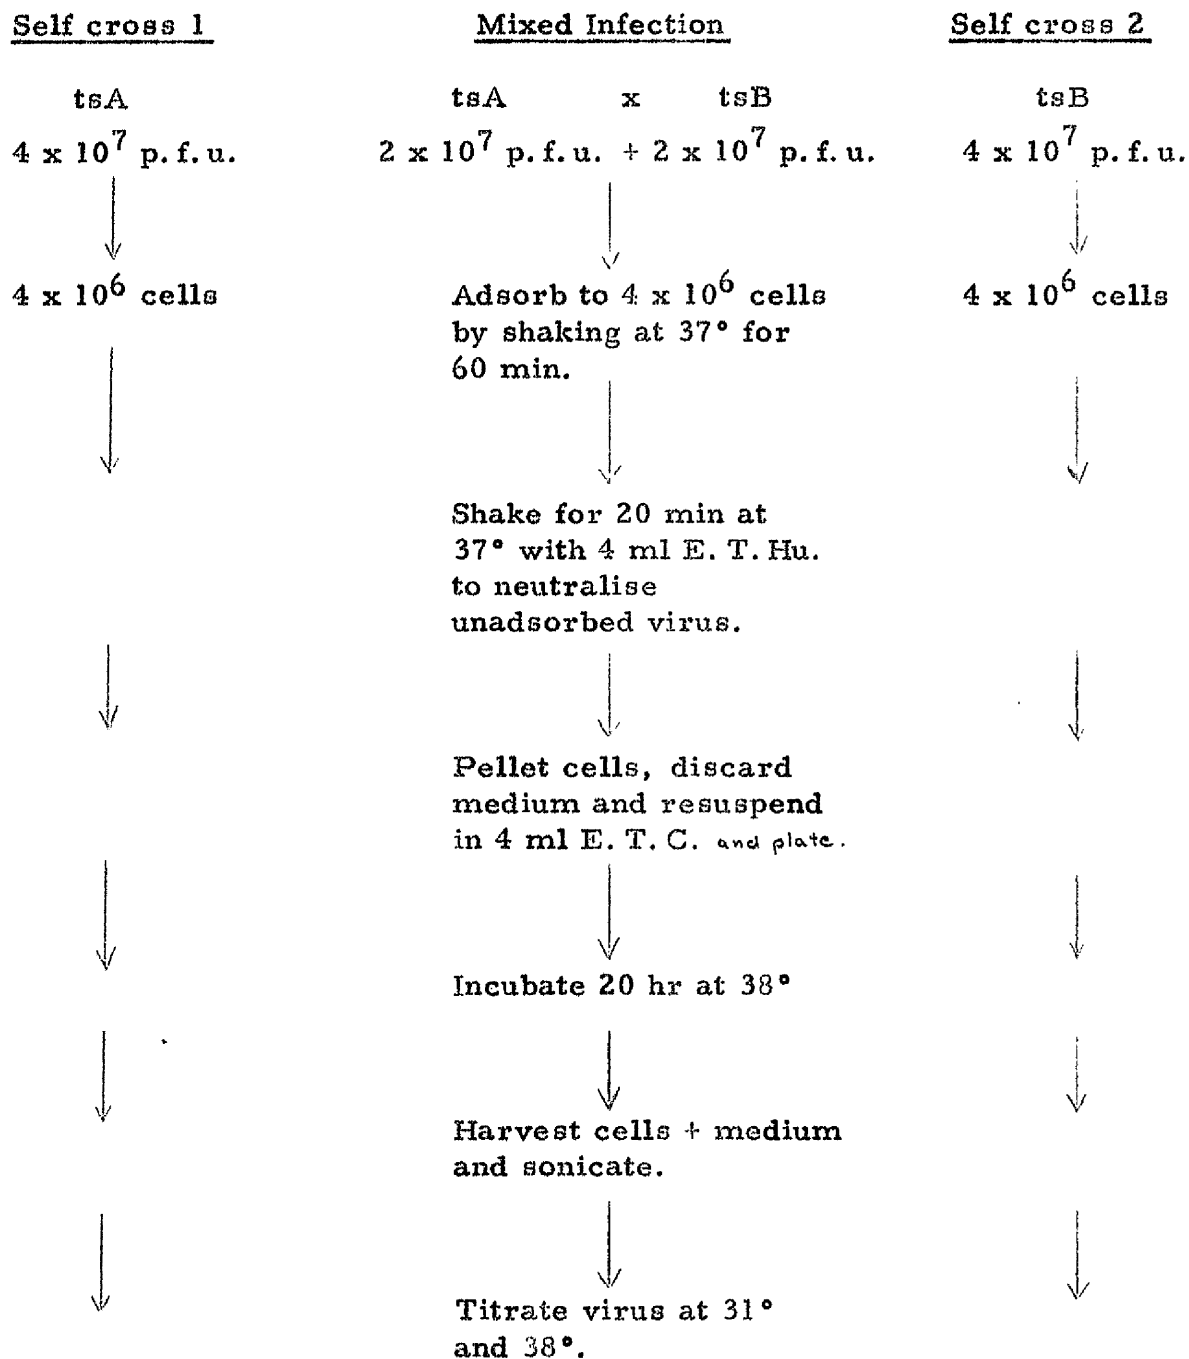 Self cross 1 Mixed Infection Self cross 2
tsA tsA x tsB tsB
4 x 10⁷ p.f.u. 2 x 10⁷ p.f.u. + 2 x 10⁷ p.f.u. 4 x 10⁷ p.f.u.
4 x 10⁶ cells Adsorb to 4 x 10⁶ cells 4 x 10⁶ cells
by shaking at 37° for
60 min.
Shake for 20 min at
37° with 4 ml E. T. Hu.
to neutralise
unadsorbed virus.
Pellet cells, discard
medium and resuspend
in 4 ml E. T. C. and plate.
Incubate 20 hr at 38°
Harvest cells + medium
and sonicate.
Titrate virus at 31°
and 38°.